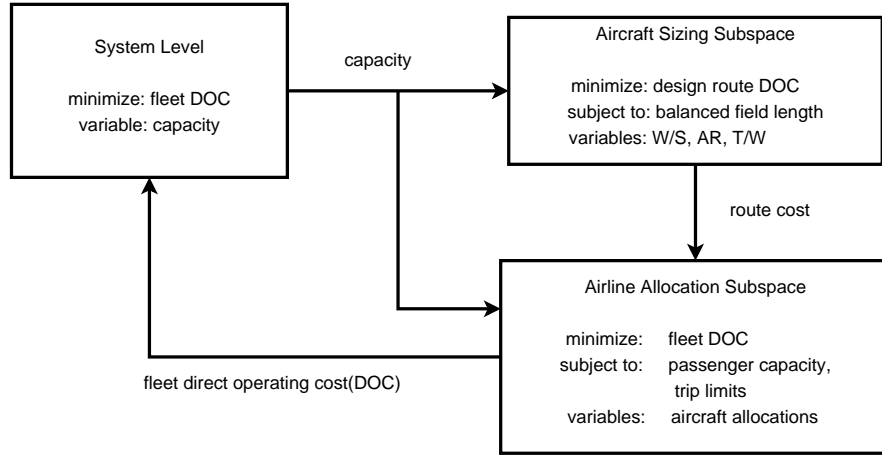 System Level
minimize: fleet DOC
variable: capacity
capacity
Aircraft Sizing Subspace
minimize: design route DOC
subject to: balanced field length
variables: W/S, AR, T/W
route cost
Airline Allocation Subspace
minimize: fleet DOC
subject to: passenger capacity,
trip limits
variables: aircraft allocations
fleet direct operating cost(DOC)